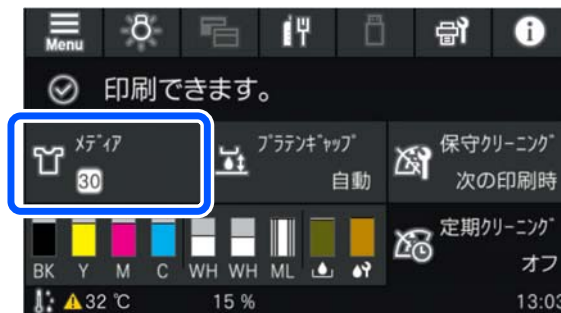 Menu
印刷できます。
メディア
30
プラテンギャップ
自動
保守クリーニング
次の印刷時
BK Y M C WH WH ML
定期クリーニング
オフ
32 ℃
15 %
13:03